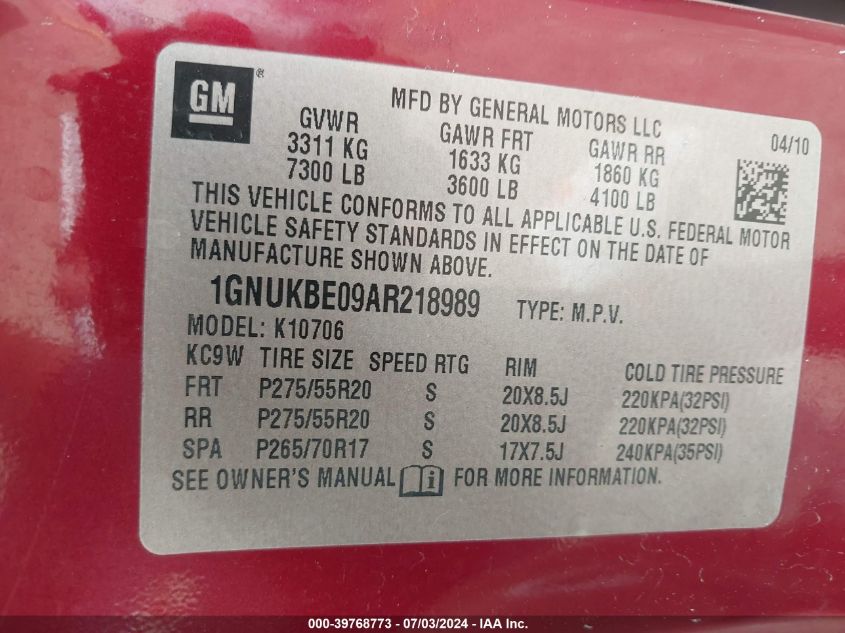 GM ®
MFD BY GENERAL MOTORS LLC
04/10
GVWR GAWR FRT GAWR RR
3311 KG 1633 KG 1860 KG
7300 LB 3600 LB 4100 LB
THIS VEHICLE CONFORMS TO ALL APPLICABLE U.S. FEDERAL MOTOR
VEHICLE SAFETY STANDARDS IN EFFECT ON THE DATE OF
MANUFACTURE SHOWN ABOVE.
1GNUKBE09AR218989 TYPE: M.P.V.
MODEL: K10706
KC9W TIRE SIZE SPEED RTG RIM COLD TIRE PRESSURE
FRT P275/55R20 S 20X8.5J 220KPA(32PSI)
RR P275/55R20 S 20X8.5J 220KPA(32PSI)
SPA P265/70R17 S 17X7.5J 240KPA(35PSI)
SEE OWNER'S MANUAL i FOR MORE INFORMATION.
000-39768773 - 07/03/2024 - IAA Inc.